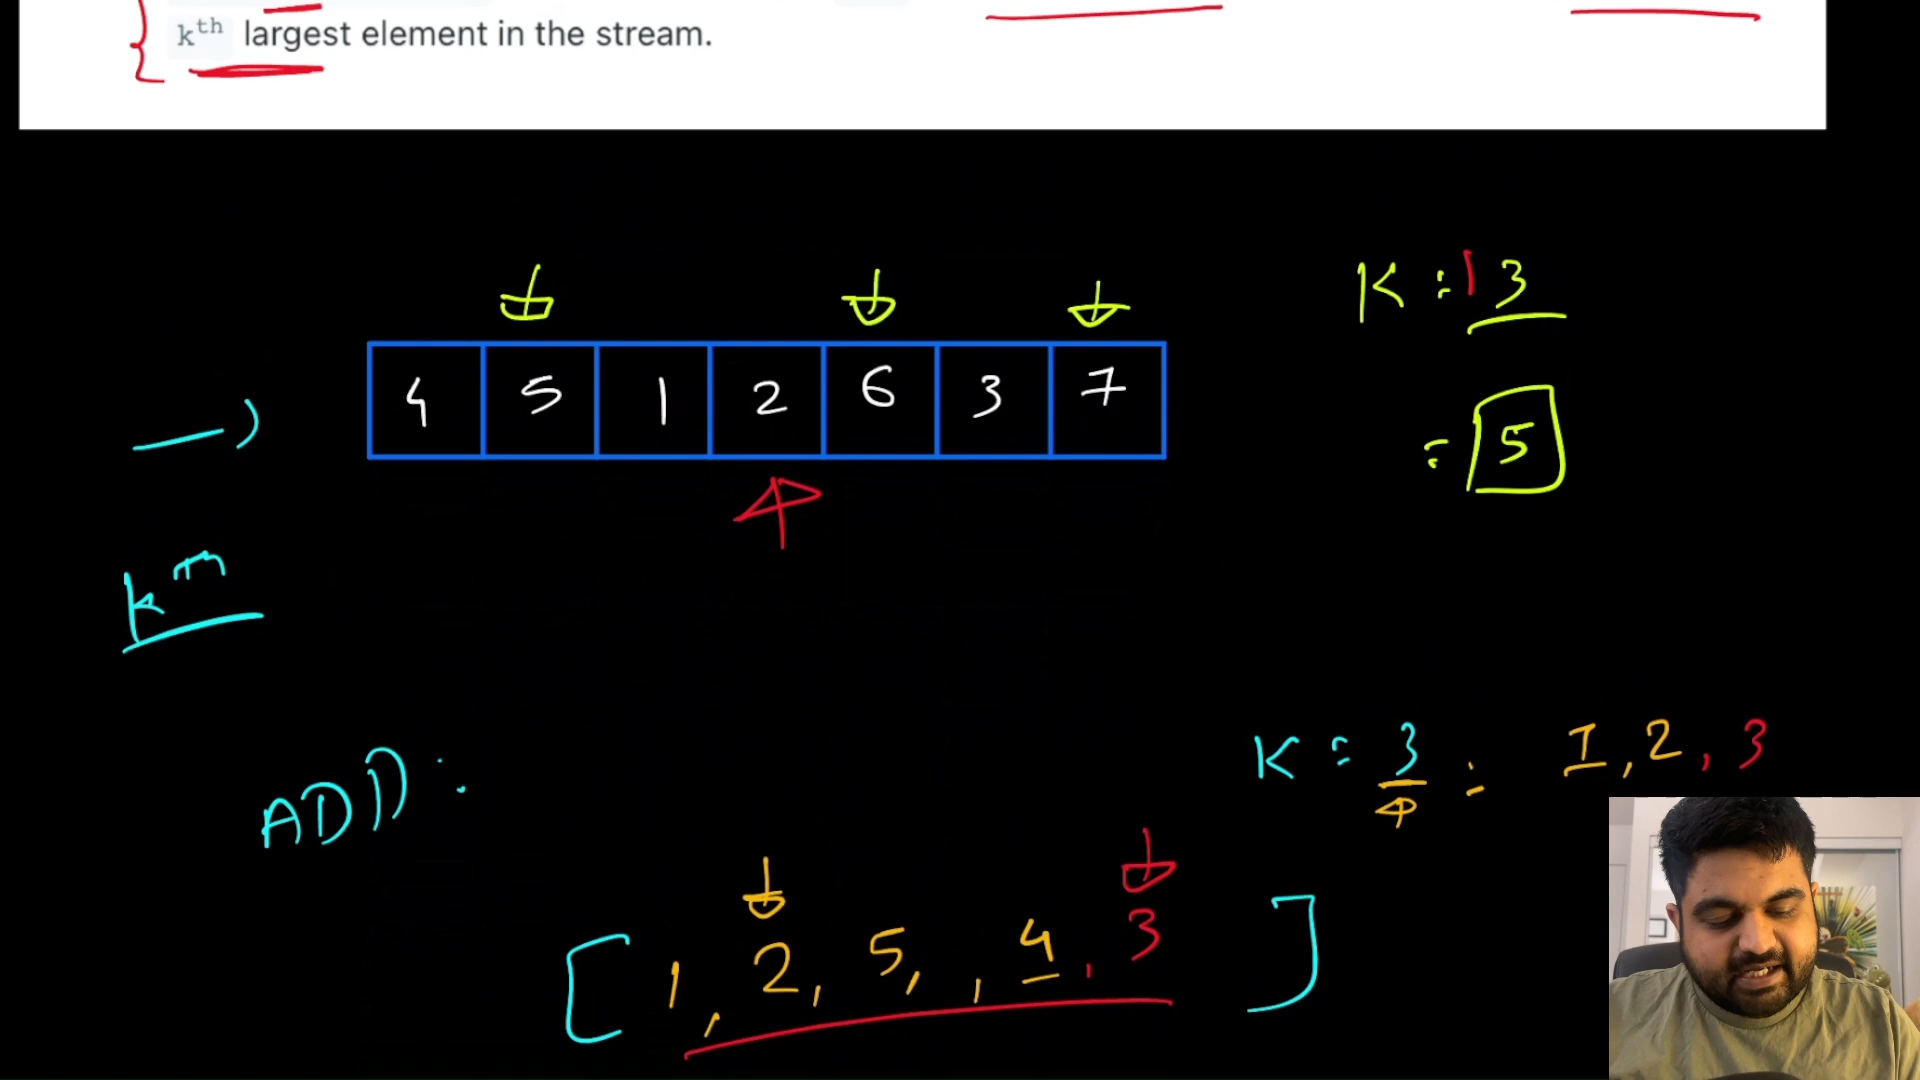 kth largest element in the stream.
K = 1 3
4 5 1 2 6 3 7
= 5
kth
K = 3 = 1, 2, 3
ADD :
[ 1, 2, 5, , 4, 3 ]